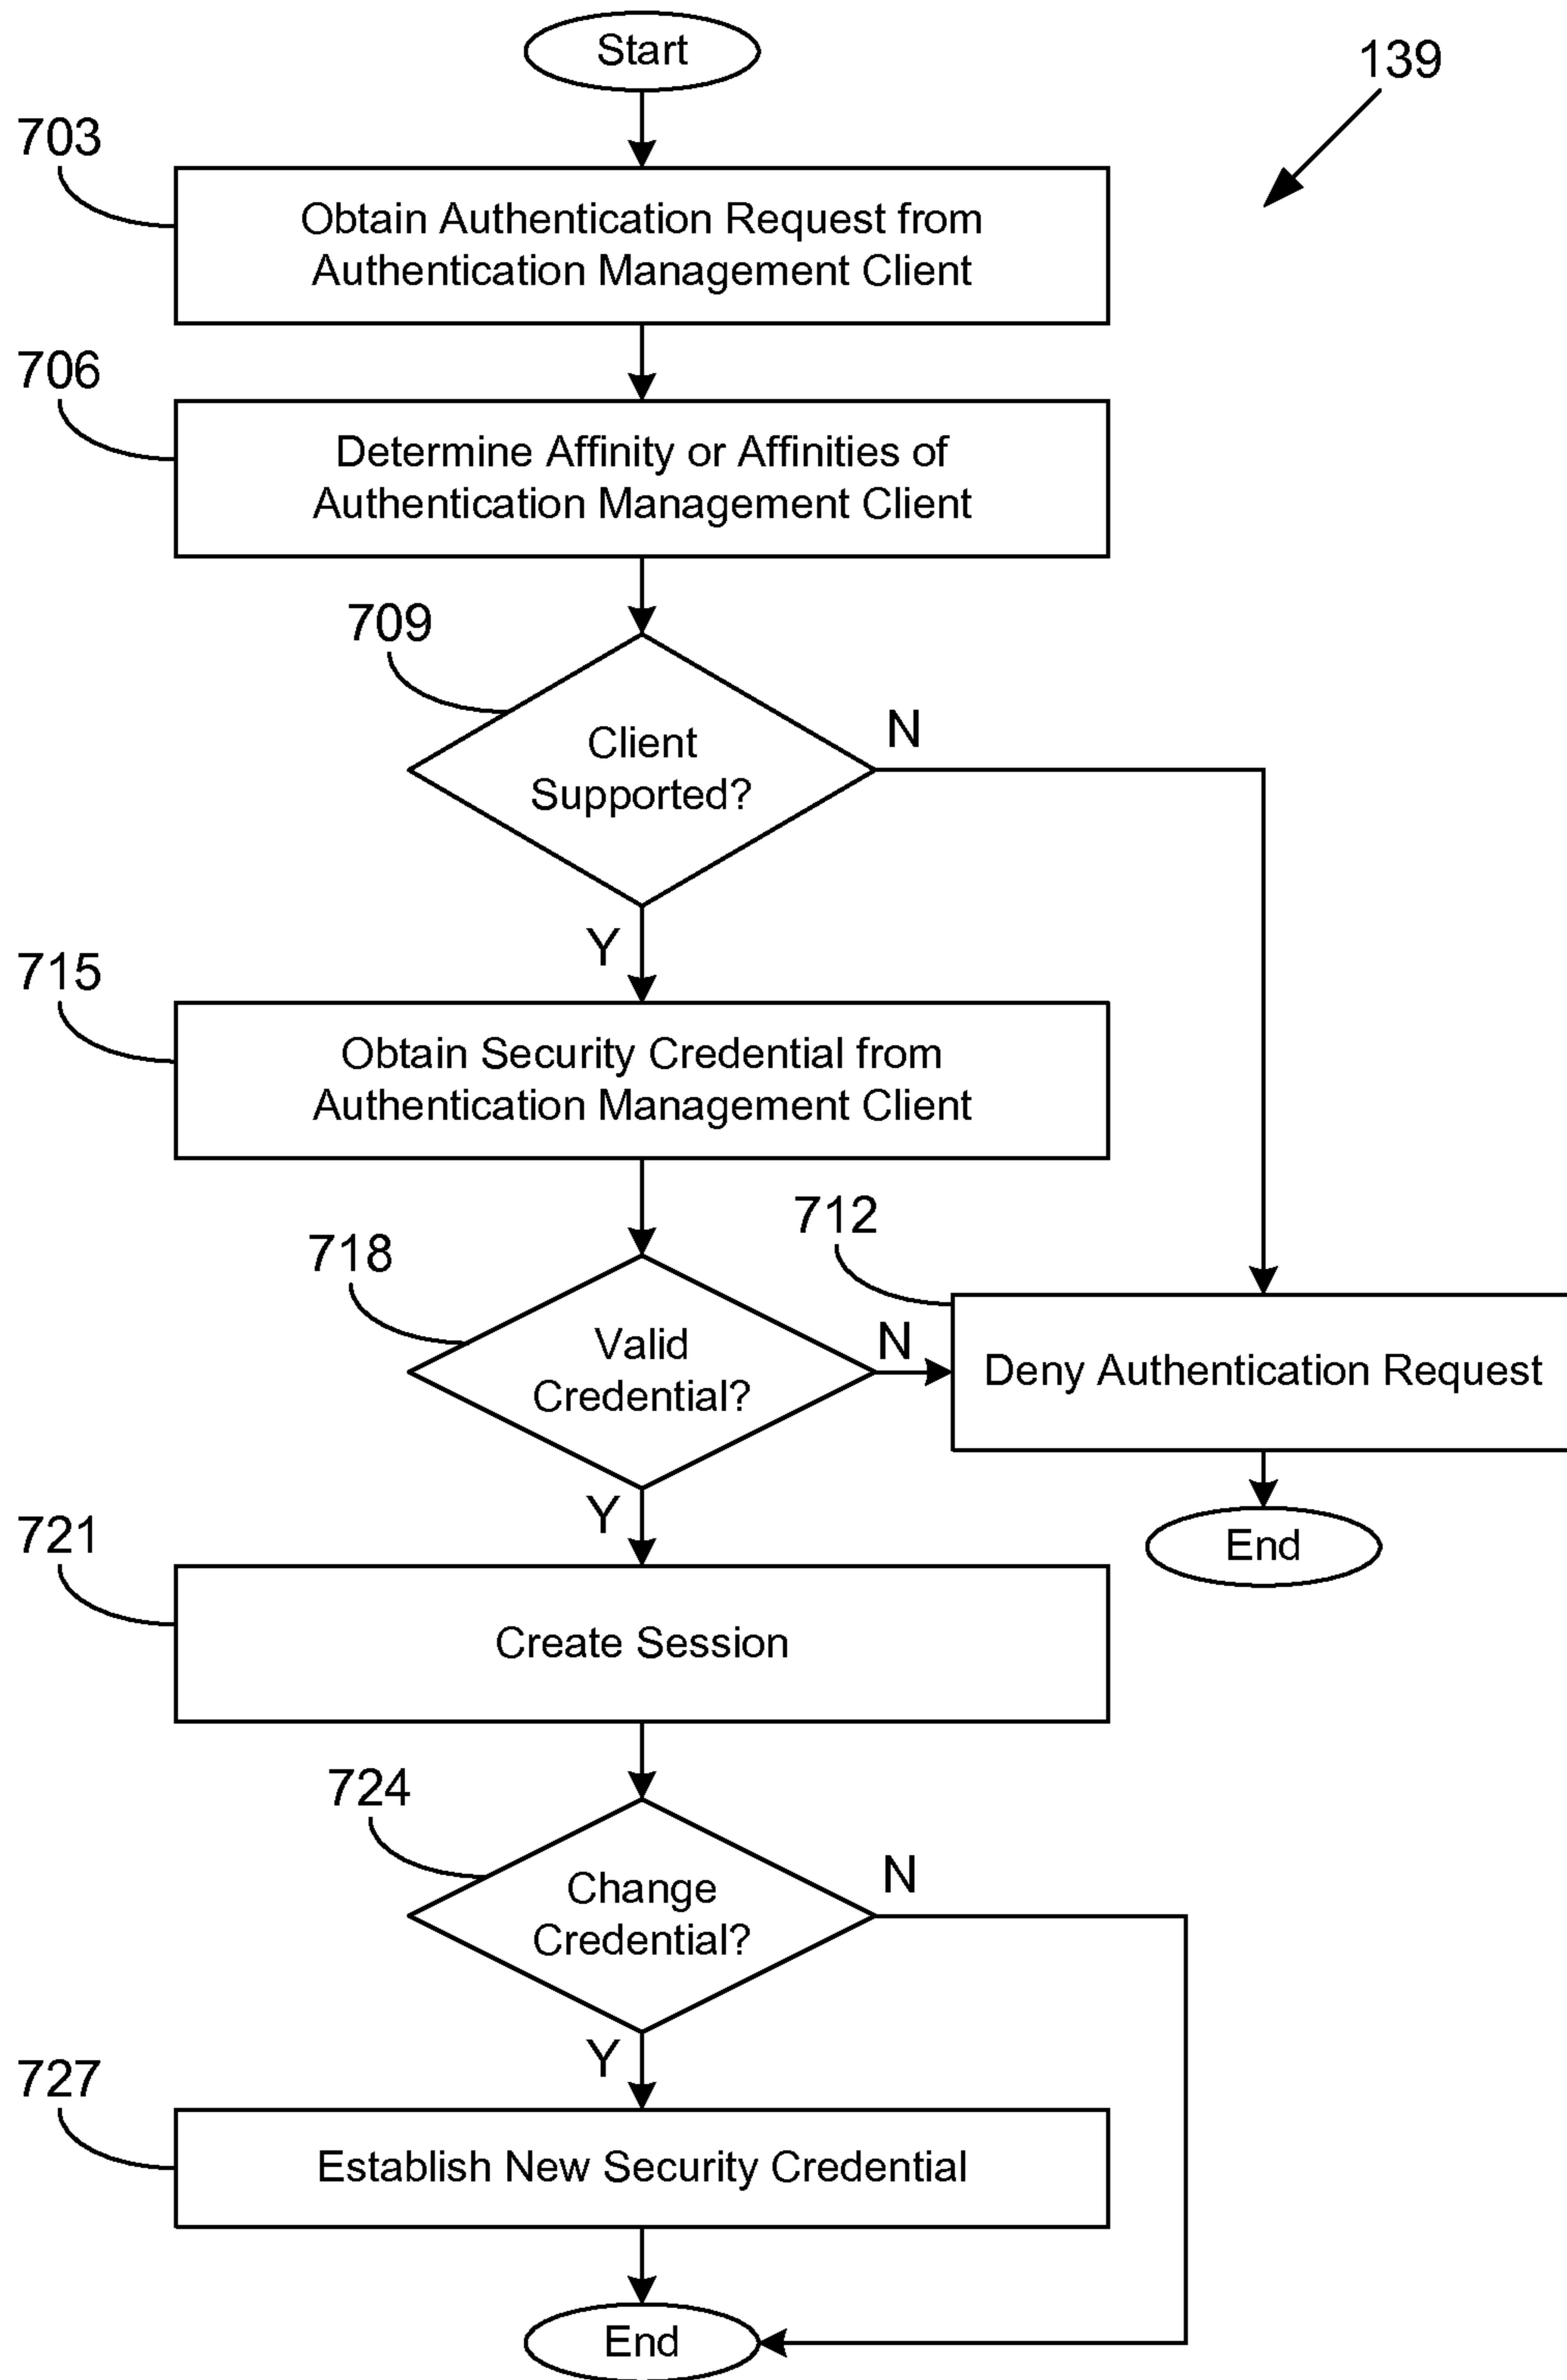 Start
139
703
Obtain Authentication Request from
Authentication Management Client
706
Determine Affinity or Affinities of
Authentication Management Client
709
Client
Supported?
N
Y
715
Obtain Security Credential from
Authentication Management Client
712
718
Valid
Credential?
N
Deny Authentication Request
Y
End
721
Create Session
724
Change
Credential?
N
Y
727
Establish New Security Credential
End